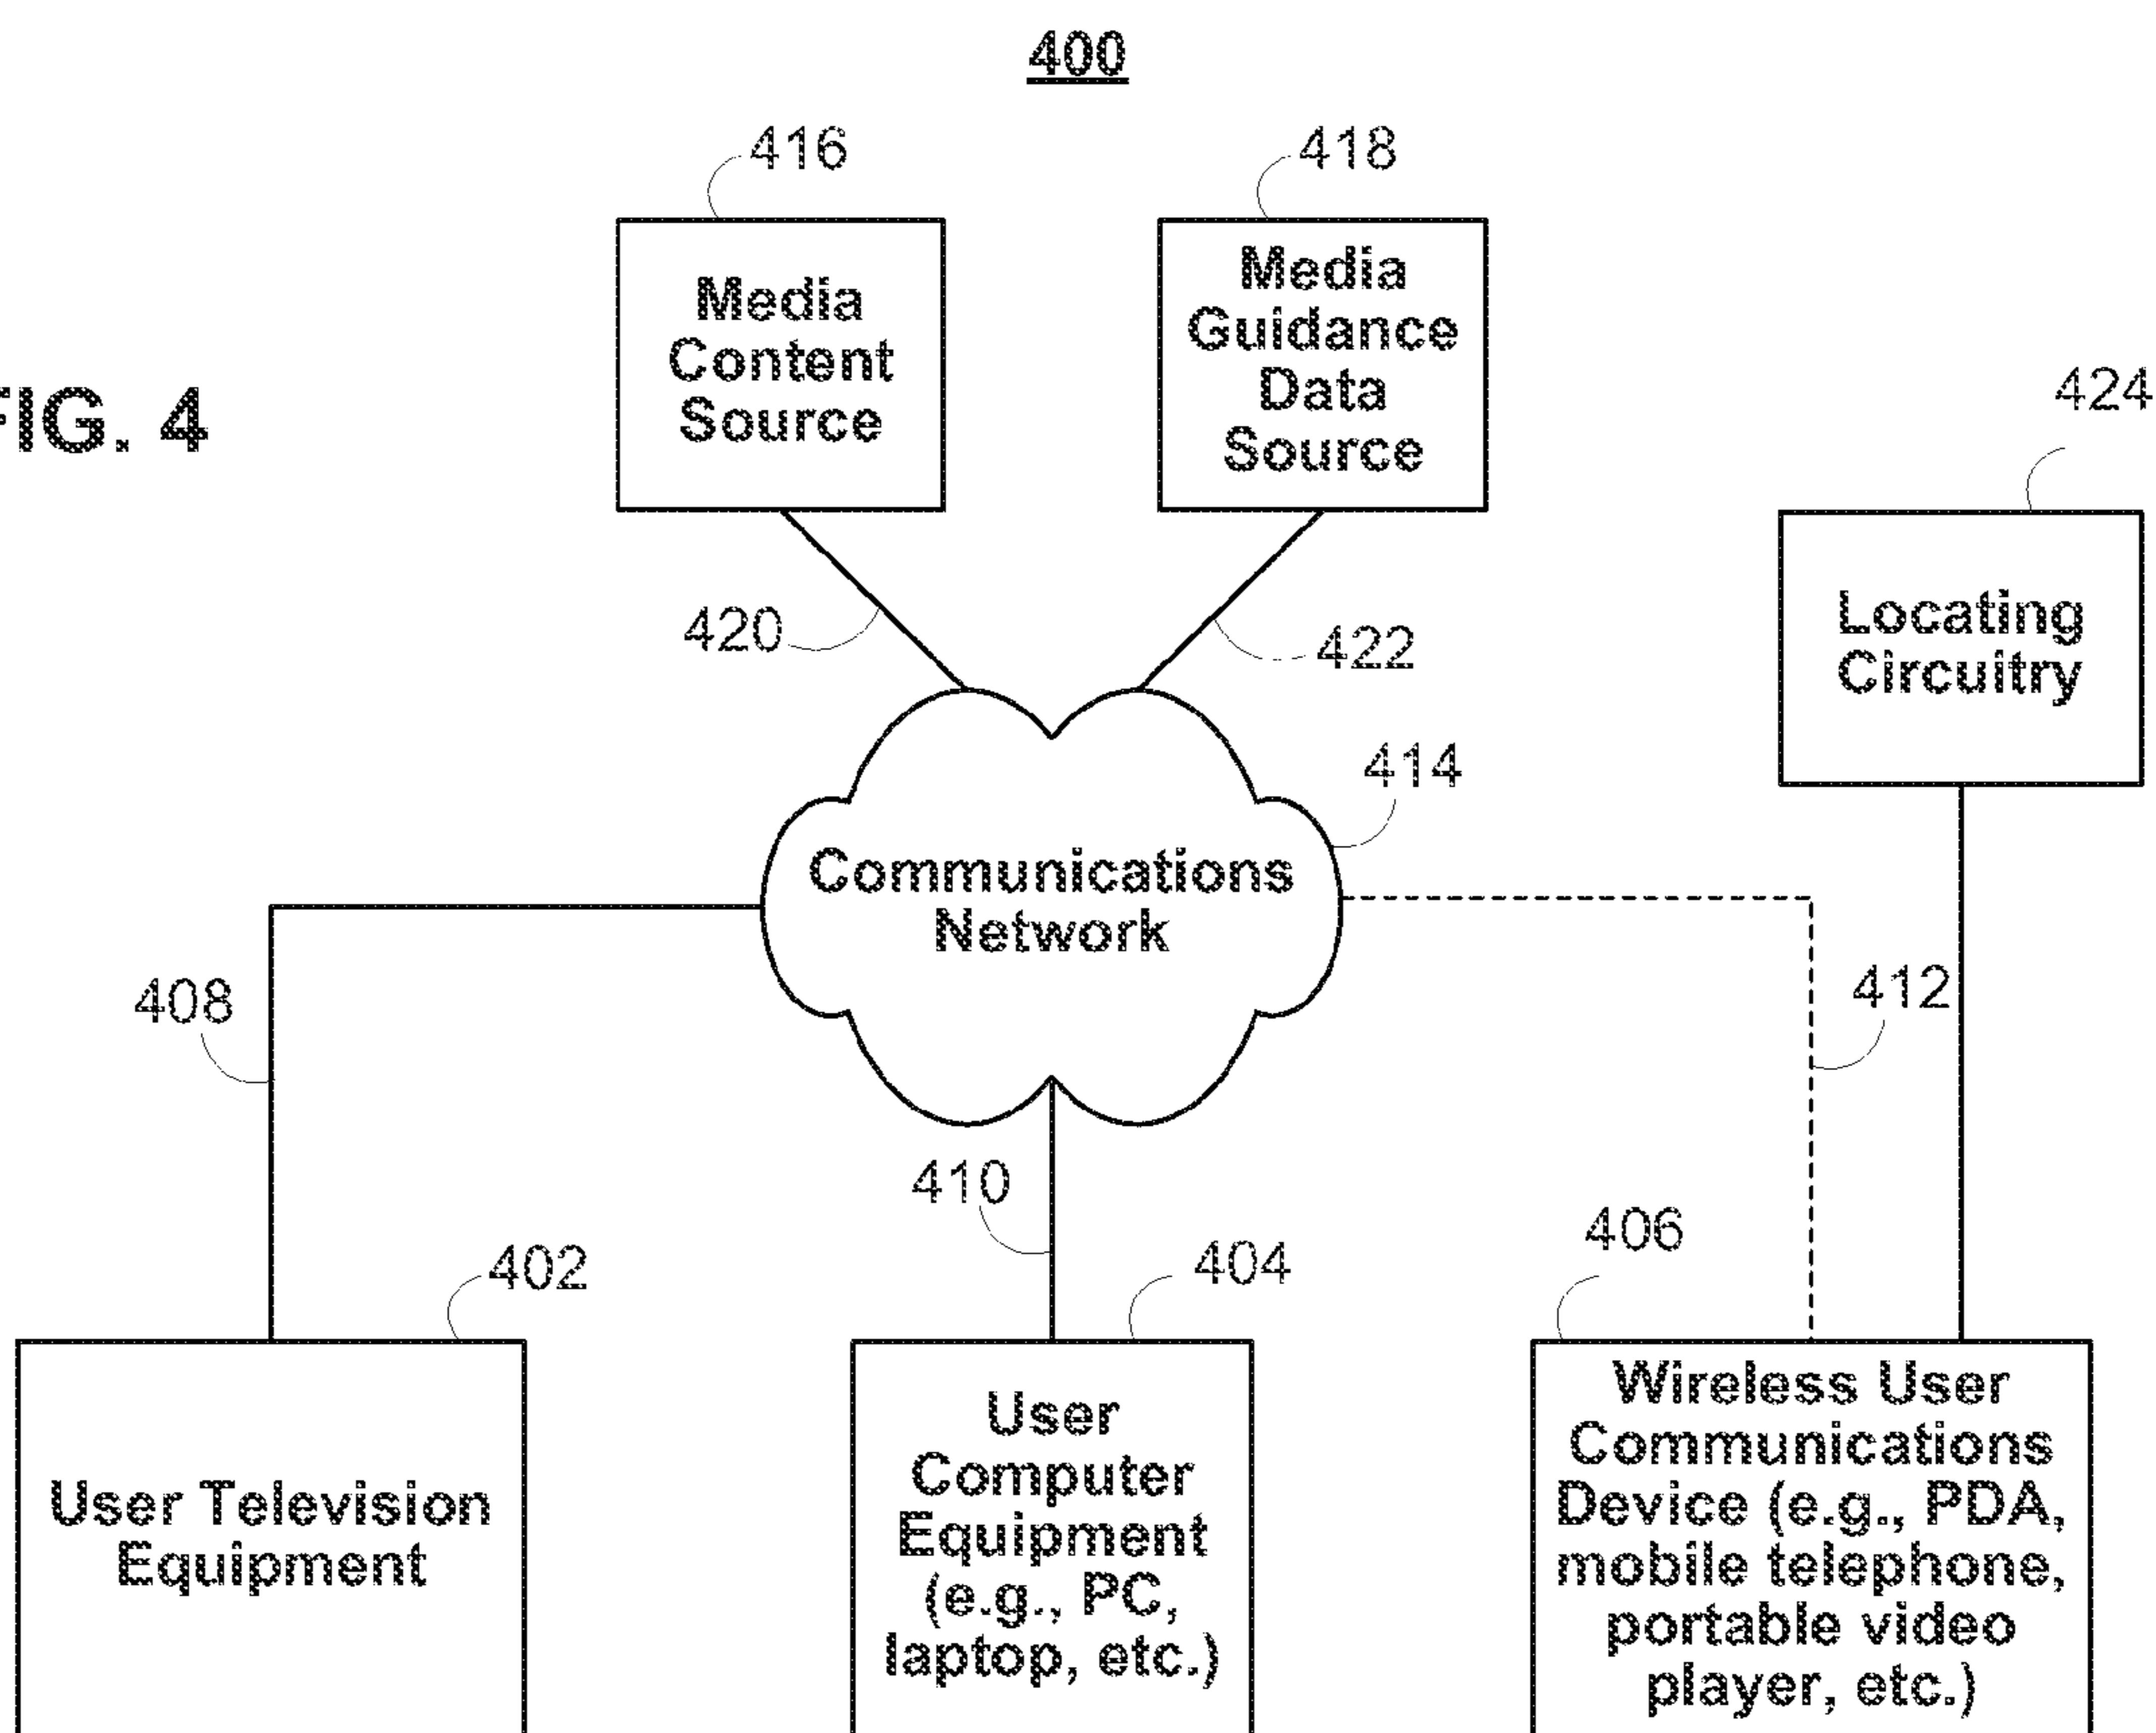 400
416
418
Media
Content
Source
Media
Guidance
Data
Source
FIG. 4
424
420
422
Locating
Circuitry
414
Communications
Network
408
412
410
406
402
404
User Television
Equipment
User
Computer
Equipment
(e.g., PC,
laptop, etc.)
Wireless User
Communications
Device (e.g., PDA,
mobile telephone,
portable video
player, etc.)